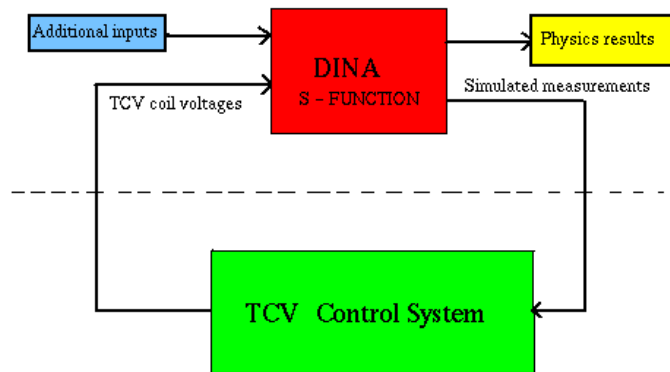 Additional inputs
DINA
S – FUNCTION
Physics results
TCV coil voltages
Simulated measurements
TCV Control System